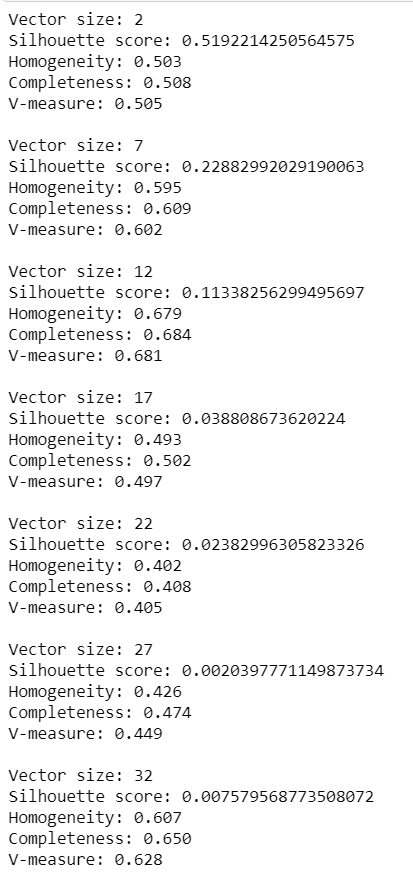 Vector size: 2
Silhouette score: 0.5192214250564575
Homogeneity: 0.503
Completeness: 0.508
V-measure: 0.505
Vector size: 7
Silhouette score: 0.22882992029190063
Homogeneity: 0.595
Completeness: 0.609
V-measure: 0.602
Vector size: 12
Silhouette score: 0.11338256299495697
Homogeneity: 0.679
Completeness: 0.684
V-measure: 0.681
Vector size: 17
Silhouette score: 0.038808673620224
Homogeneity: 0.493
Completeness: 0.502
V-measure: 0.497
Vector size: 22
Silhouette score: 0.02382996305823326
Homogeneity: 0.402
Completeness: 0.408
V-measure: 0.405
Vector size: 27
Silhouette score: 0.0020397771149873734
Homogeneity: 0.426
Completeness: 0.474
V-measure: 0.449
Vector size: 32
Silhouette score: 0.007579568773508072
Homogeneity: 0.607
Completeness: 0.650
V-measure: 0.628